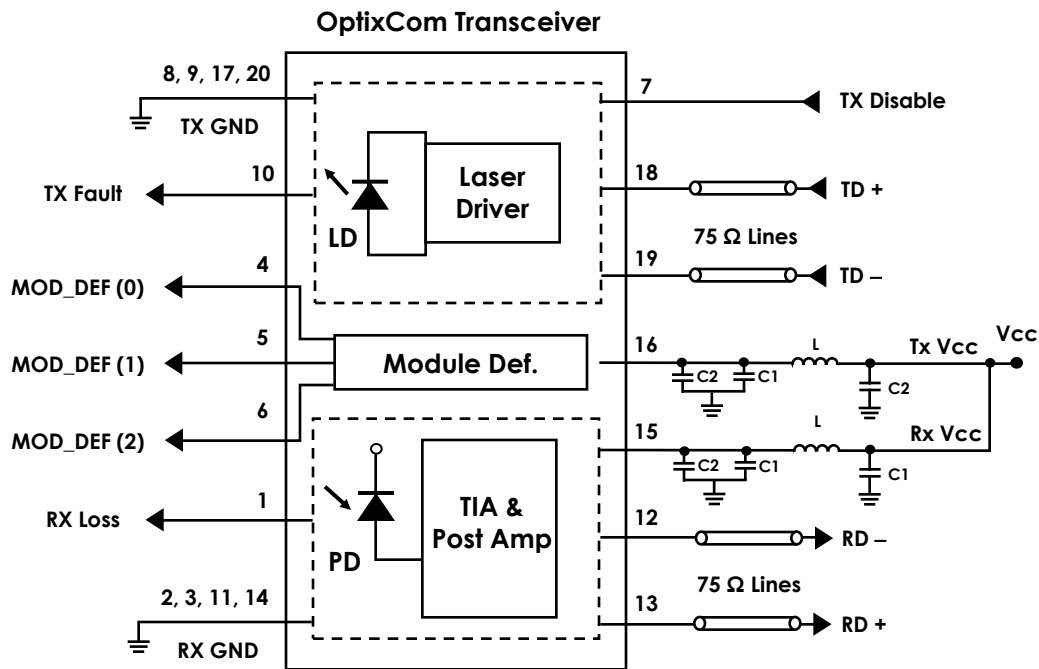 OptixCom Transceiver
8, 9, 17, 20
TX GND
7
TX Disable
10
TX Fault
Laser
Driver
LD
18
TD +
75 Ω Lines
19
TD –
4
MOD_DEF (0)
5
MOD_DEF (1)
Module Def.
16
C2
C1
L
Tx Vcc
Vcc
C2
6
MOD_DEF (2)
15
C2
C1
L
Rx Vcc
C1
1
RX Loss
TIA &
Post Amp
PD
12
RD –
75 Ω Lines
2, 3, 11, 14
RX GND
13
RD +